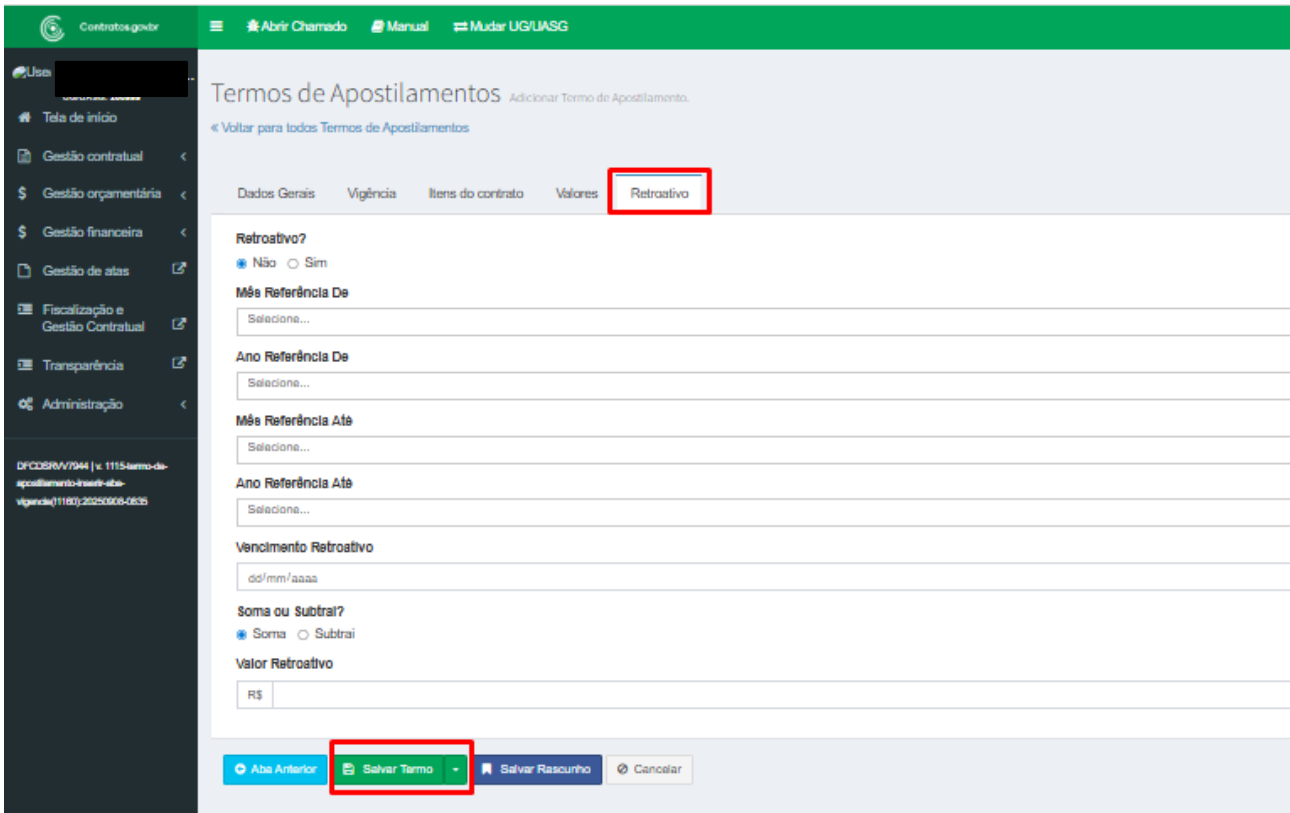 Contratos.govbr
Abrir Chamado Manual Mudar UG/UASG
Termos de Apostilamentos Adicionar Termo de Apostilamento.
« Voltar para todos Termos de Apostilamentos
Tela de início
Gestão contratual
Gestão orçamentária
Gestão financeira
Gestão de atas
Fiscalização e
Gestão Contratual
Transparência
Administração
Dados Gerais Vigência Itens do contrato Valores Retroativo
Retroativo?
Não Sim
Mês Referência De
Selecione...
Ano Referência De
Selecione...
Mês Referência Até
Selecione...
Ano Referência Até
Selecione...
Vencimento Retroativo
dd/mm/aaaa
Soma ou Subtrai?
Soma Subtrai
Valor Retroativo
R$
Aba Anterior Salvar Termo Salvar Rascunho Cancelar